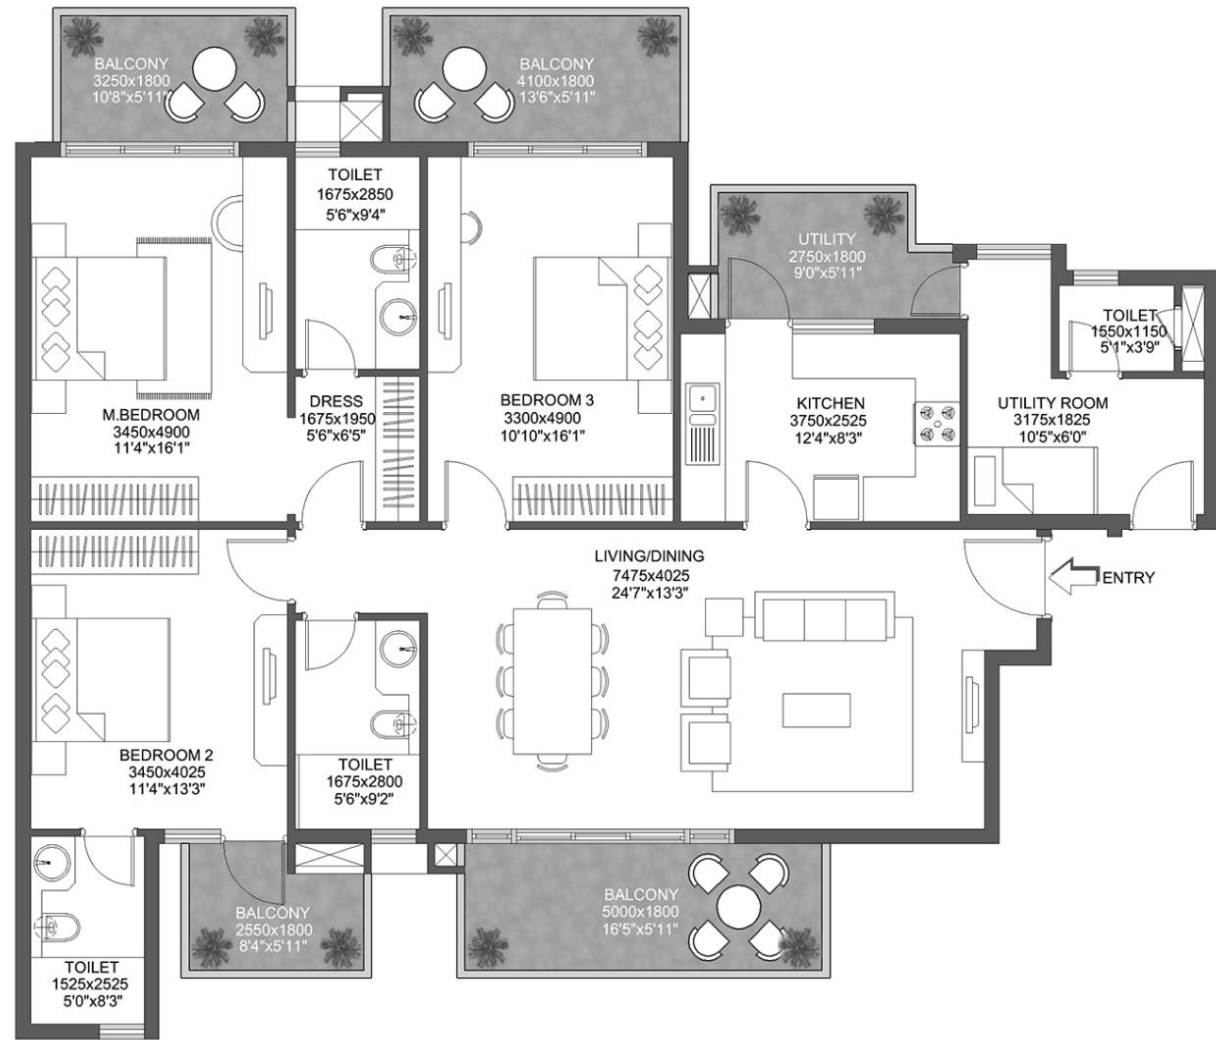 BALCONY
3250x1800
10'8"x5'11"
BALCONY
4100x1800
13'6"x5'11"
TOILET
1675x2850
5'6"x9'4"
UTILITY
2750x1800
9'0"x5'11"
TOILET
1550x1150
5'1"x3'9"
M.BEDROOM
3450x4900
11'4"x16'1"
DRESS
1675x1950
5'6"x6'5"
BEDROOM 3
3300x4900
10'10"x16'1"
KITCHEN
3750x2525
12'4"x8'3"
UTILITY ROOM
3175x1825
10'5"x6'0"
LIVING/DINING
7475x4025
24'7"x13'3"
ENTRY
BEDROOM 2
3450x4025
11'4"x13'3"
TOILET
1675x2800
5'6"x9'2"
BALCONY
2550x1800
8'4"x5'11"
BALCONY
5000x1800
16'5"x5'11"
TOILET
1525x2525
5'0"x8'3"